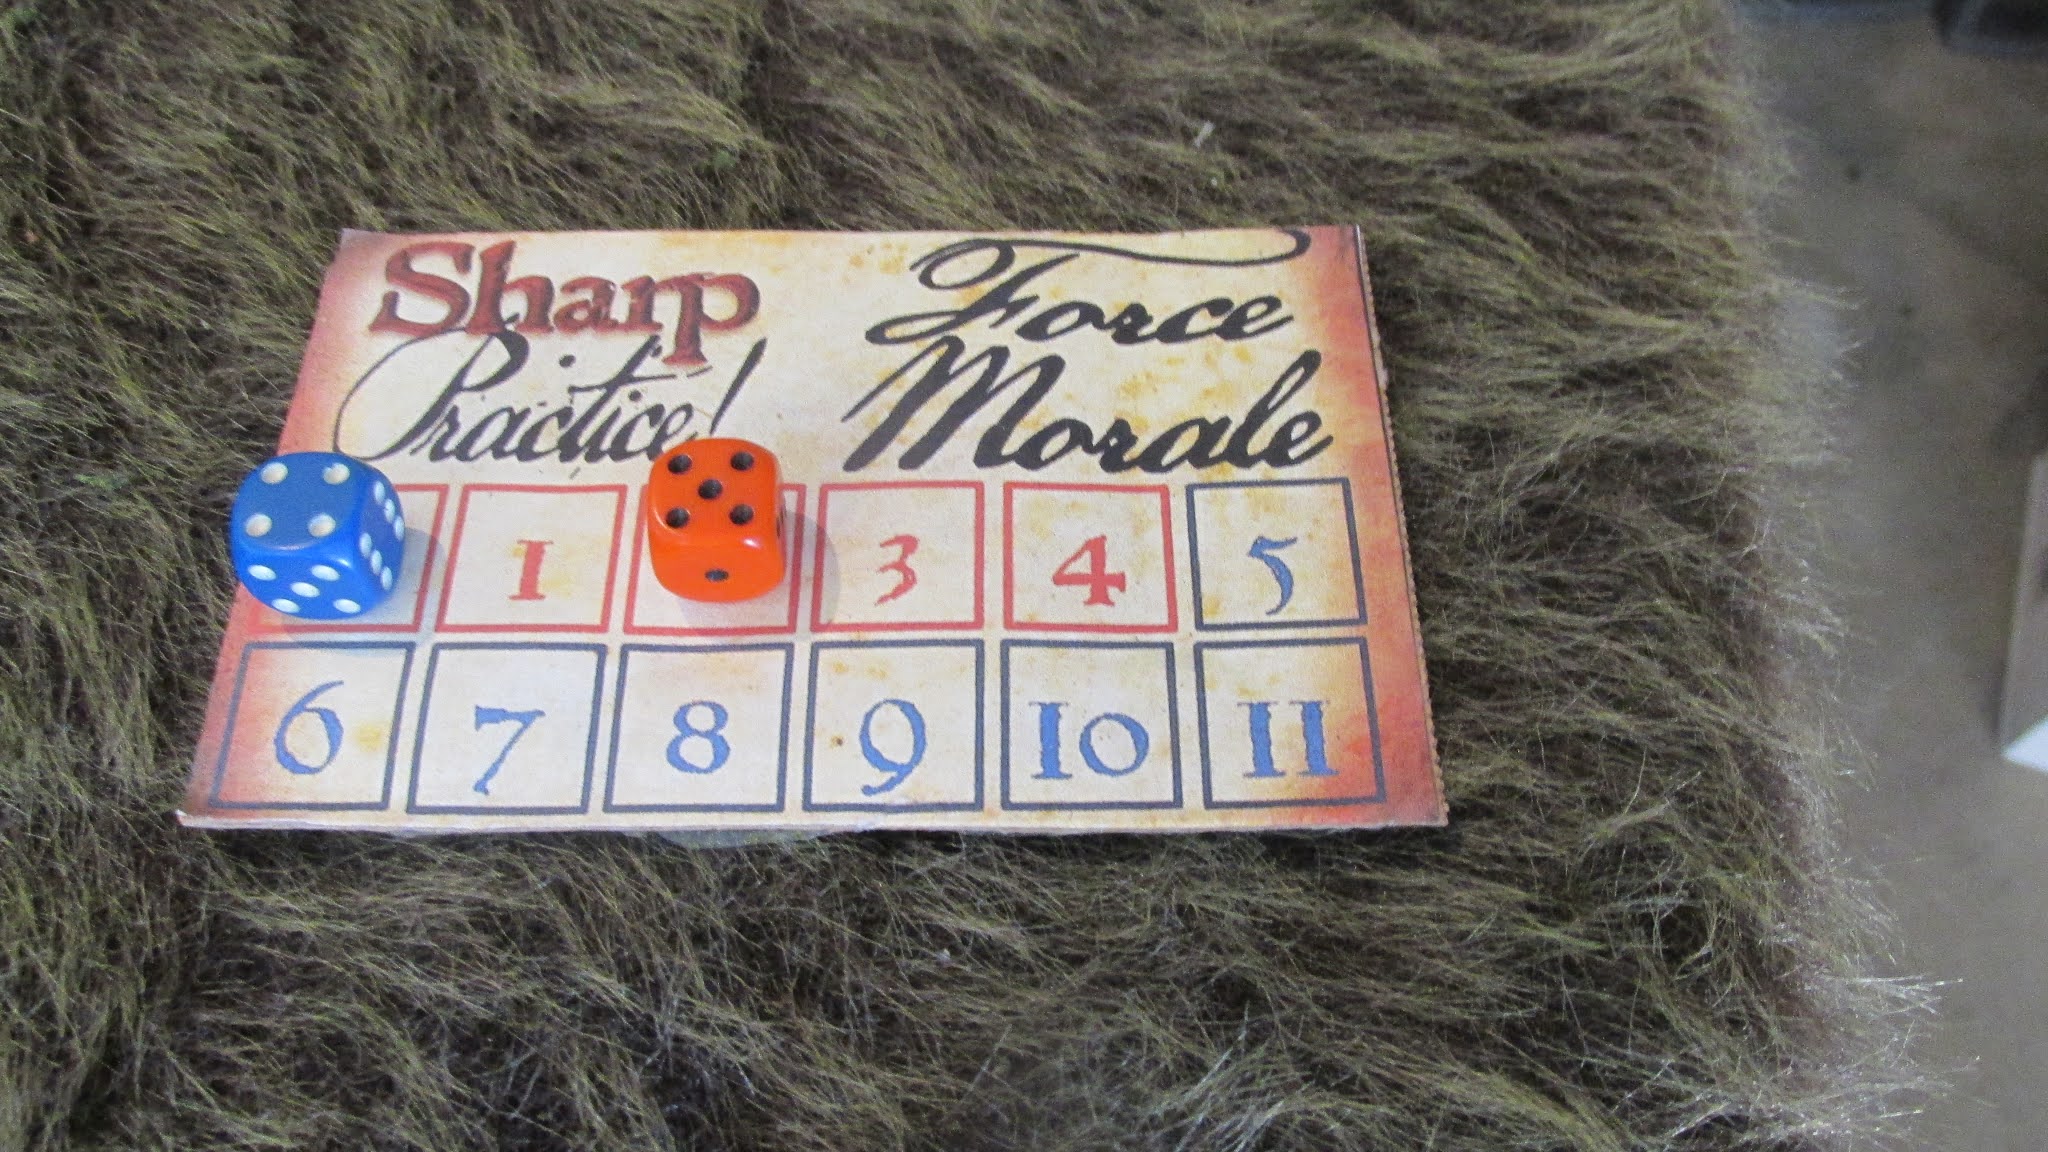 Sharp
Practice!
Force
Morale
1 3 4 5
6 7 8 9 10 11